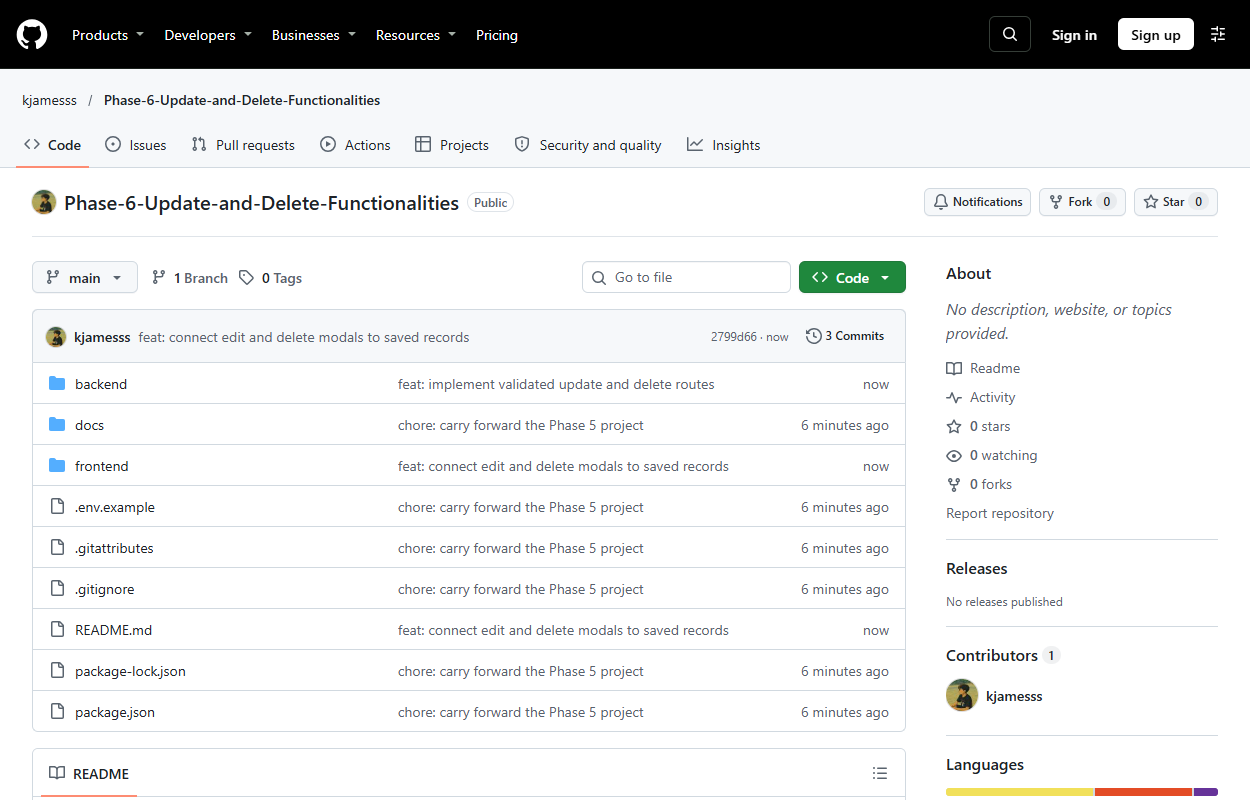 Products Developers Businesses Resources Pricing Sign in Sign up
kjamesss / Phase-6-Update-and-Delete-Functionalities
Code Issues Pull requests Actions Projects Security and quality Insights
Phase-6-Update-and-Delete-Functionalities Public Notifications Fork 0 Star 0
main 1 Branch 0 Tags Go to file Code
kjamesss feat: connect edit and delete modals to saved records 2799d66 · now 3 Commits
backend feat: implement validated update and delete routes now
docs chore: carry forward the Phase 5 project 6 minutes ago
frontend feat: connect edit and delete modals to saved records now
.env.example chore: carry forward the Phase 5 project 6 minutes ago
.gitattributes chore: carry forward the Phase 5 project 6 minutes ago
.gitignore chore: carry forward the Phase 5 project 6 minutes ago
README.md feat: connect edit and delete modals to saved records now
package-lock.json chore: carry forward the Phase 5 project 6 minutes ago
package.json chore: carry forward the Phase 5 project 6 minutes ago
README
About
No description, website, or topics
provided.
Readme
Activity
0 stars
0 watching
0 forks
Report repository
Releases
No releases published
Contributors 1
kjamesss
Languages